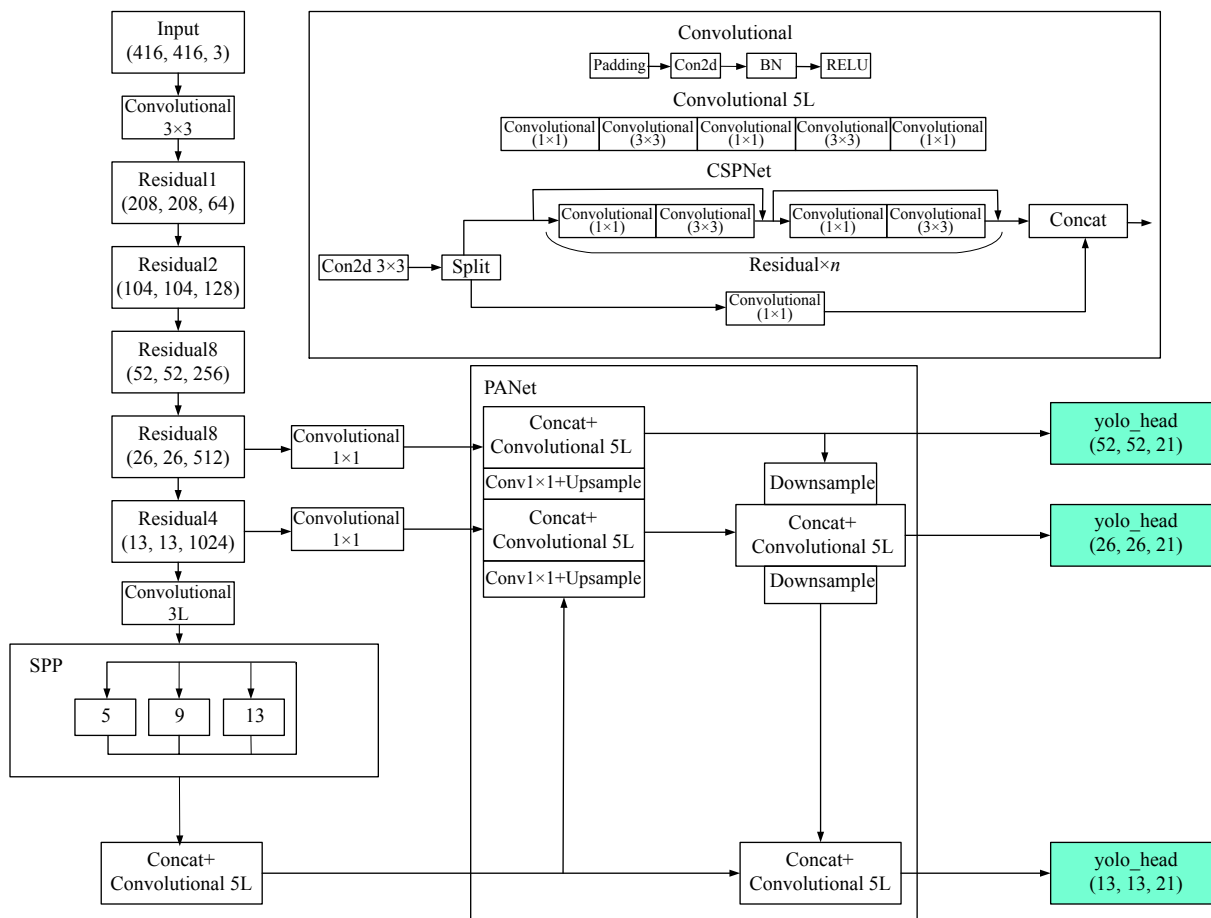 Input
(416, 416, 3)
Convolutional
3×3
Residual1
(208, 208, 64)
Residual2
(104, 104, 128)
Residual8
(52, 52, 256)
Residual8
(26, 26, 512)
Residual4
(13, 13, 1024)
Convolutional
3L
SPP
5
9
13
Concat+
Convolutional 5L
Convolutional
1×1
Convolutional
1×1
Convolutional
Padding
Con2d
BN
RELU
Convolutional 5L
Convolutional
(1×1)
Convolutional
(3×3)
Convolutional
(1×1)
Convolutional
(3×3)
Convolutional
(1×1)
CSPNet
Con2d 3×3
Split
Convolutional
(1×1)
Convolutional
(3×3)
Convolutional
(1×1)
Convolutional
(3×3)
Residual×n
Convolutional
(1×1)
Concat
PANet
Concat+
Convolutional 5L
Conv1×1+Upsample
Concat+
Convolutional 5L
Conv1×1+Upsample
Downsample
Concat+
Convolutional 5L
Downsample
Concat+
Convolutional 5L
yolo_head
(52, 52, 21)
yolo_head
(26, 26, 21)
yolo_head
(13, 13, 21)